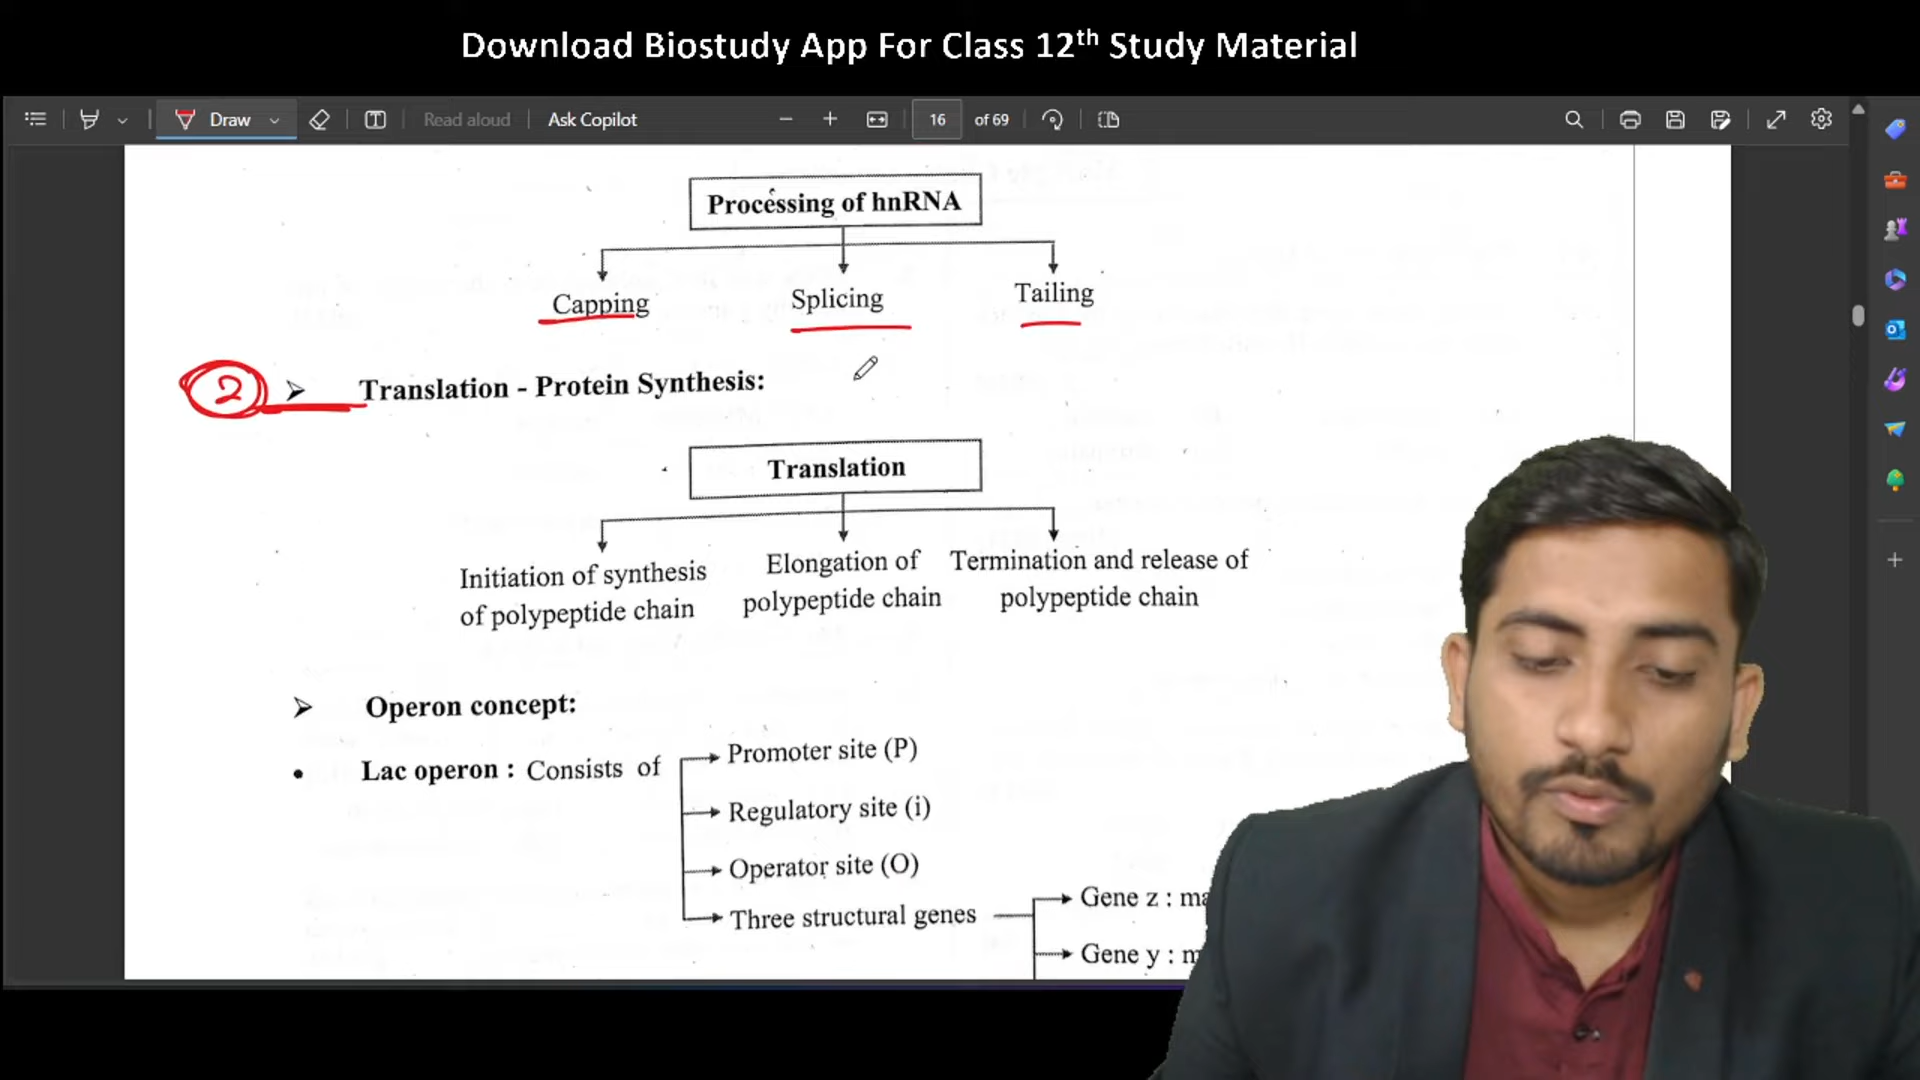 Download Biostudy App For Class 12th Study Material
Draw
Read aloud
Ask Copilot
16
of 69
Processing of hnRNA
Capping
Splicing
Tailing
2
➢ Translation - Protein Synthesis:
Translation
Initiation of synthesis
of polypeptide chain
Elongation of
polypeptide chain
Termination and release of
polypeptide chain
➢ Operon concept:
• Lac operon : Consists of
Promoter site (P)
Regulatory site (i)
Operator site (O)
Three structural genes
Gene z :
Gene y :